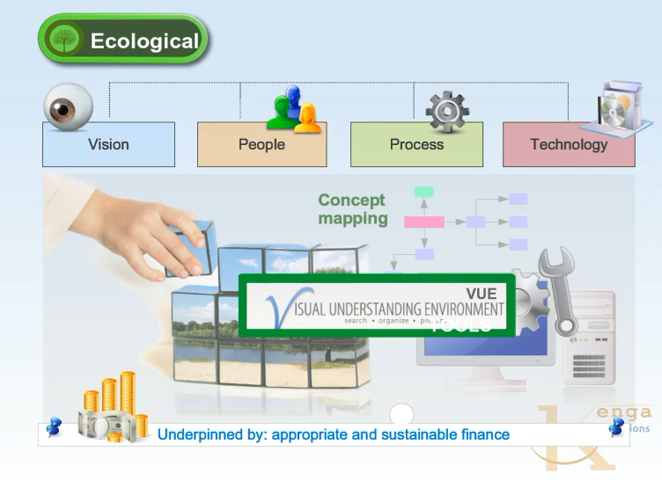 Ecological
Vision
People
Process
Technology
Concept
mapping
VUE
VISUAL UNDERSTANDING ENVIRONMENT
search • organize •
TOOLS
enga
ions
Underpinned by: appropriate and sustainable finance